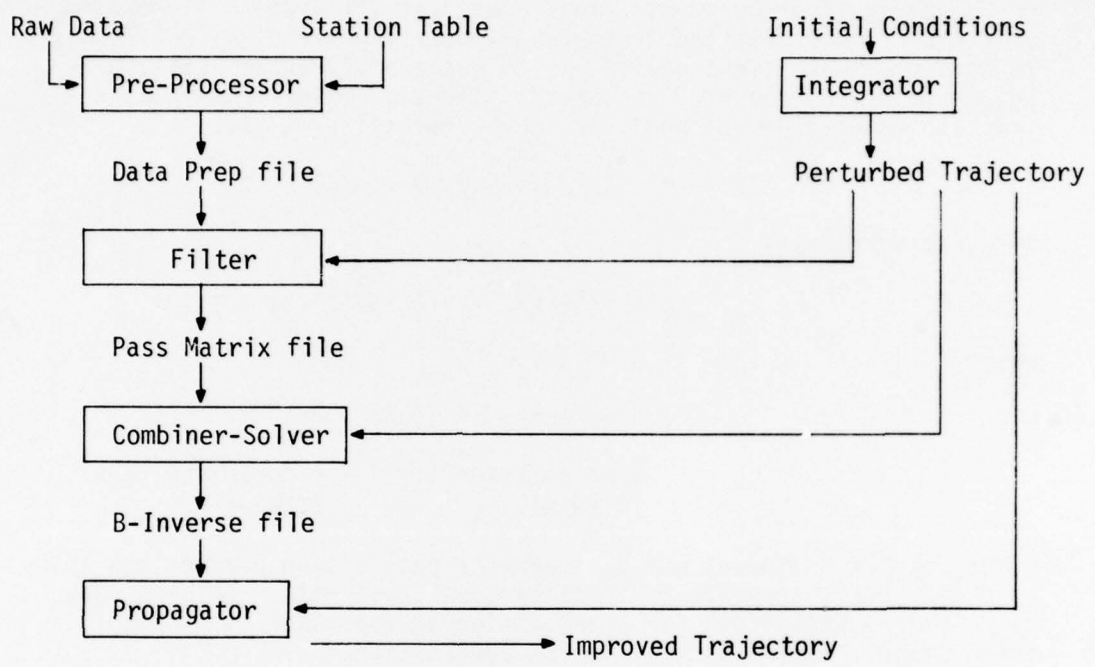 Raw Data
Station Table
Initial Conditions
Pre-Processor
Integrator
Data Prep file
Perturbed Trajectory
Filter
Pass Matrix file
Combiner-Solver
B-Inverse file
Propagator
Improved Trajectory